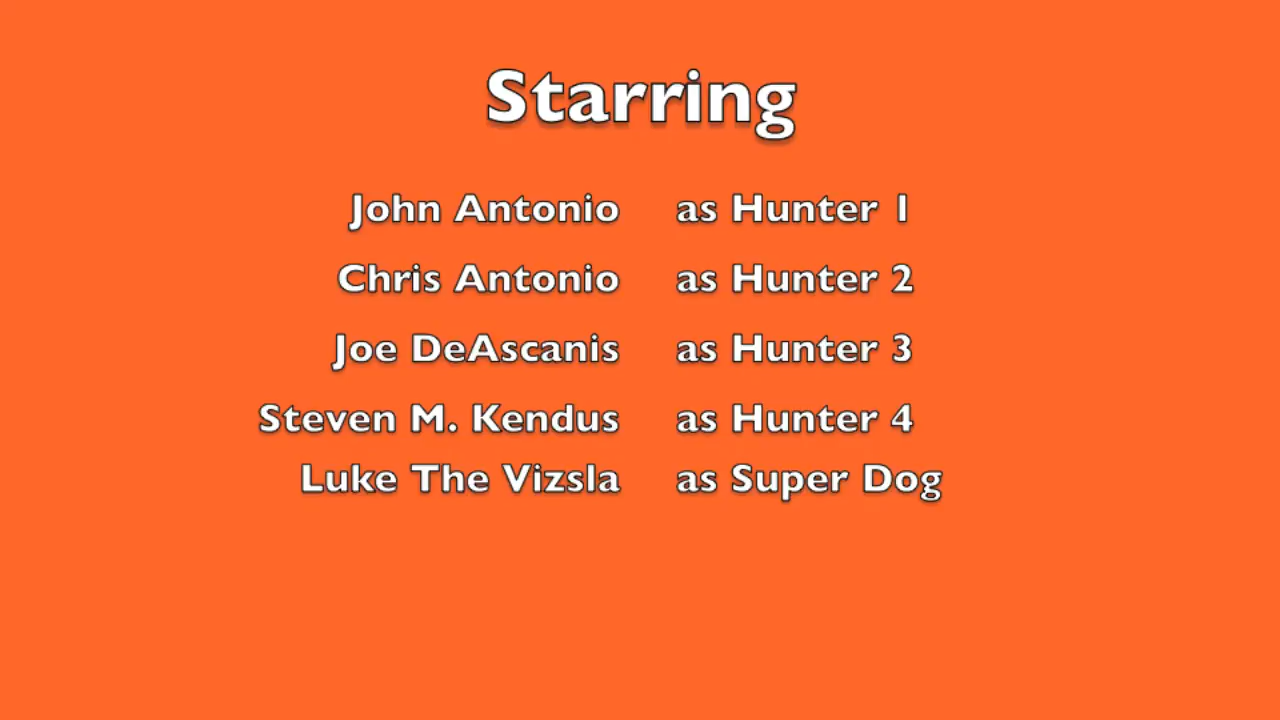 Starring
John Antonio as Hunter 1
Chris Antonio as Hunter 2
Joe DeAscanis as Hunter 3
Steven M. Kendus as Hunter 4
Luke The Vizsla as Super Dog